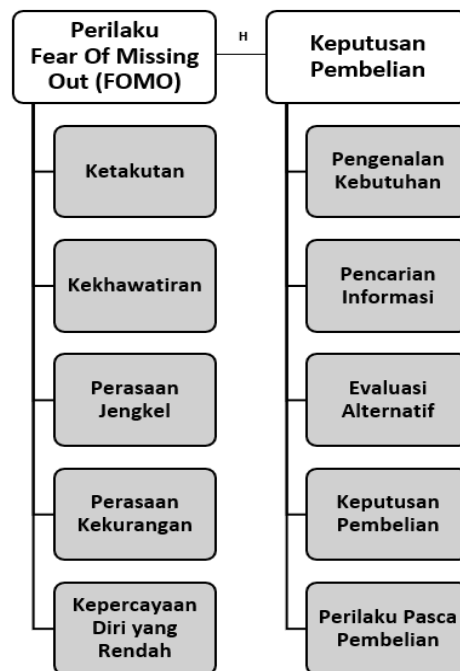 Perilaku
Fear Of Missing
Out (FOMO)
H
Keputusan
Pembelian
Ketakutan
Kekhawatiran
Perasaan
Jengkel
Perasaan
Kekurangan
Kepercayaan
Diri yang
Rendah
Pengenalan
Kebutuhan
Pencarian
Informasi
Evaluasi
Alternatif
Keputusan
Pembelian
Perilaku Pasca
Pembelian